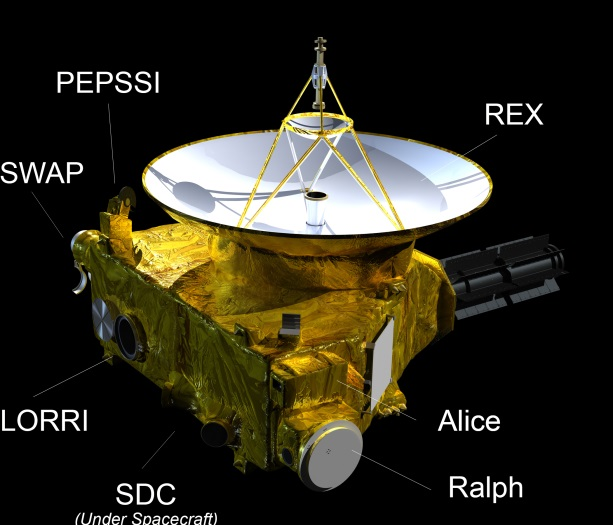 PEPSSI
REX
SWAP
LORRI
Alice
Ralph
SDC
(Under Spacecraft)